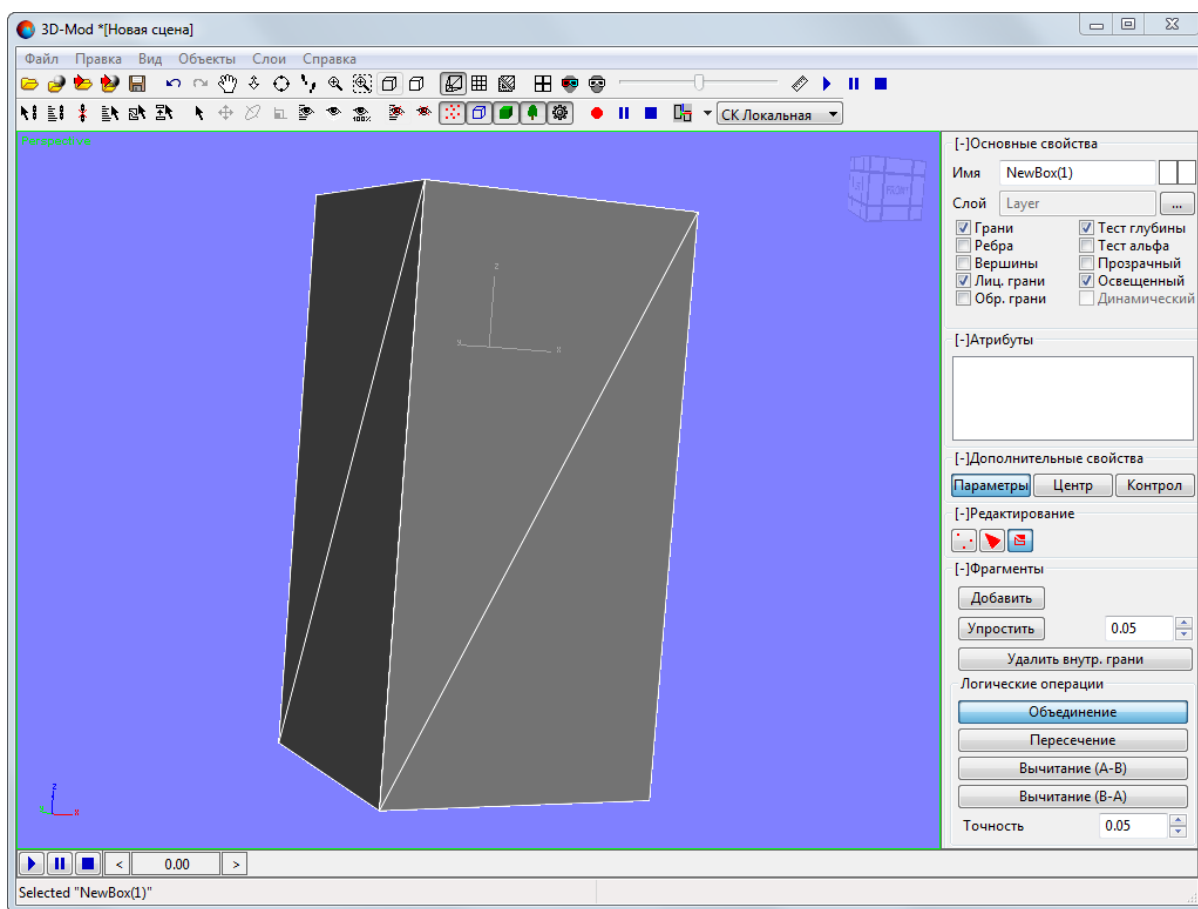 3D-Mod *[Новая сцена]
Файл Правка Вид Объекты Слои Справка
100%
СК Локальная
Perspective
FRONT
z
y x
z
x
[-]Основные свойства
Имя NewBox(1)
Слой Layer ...
Грани Тест глубины
Ребра Тест альфа
Вершины Прозрачный
Лиц. грани Освещенный
Обр. грани Динамический
[-]Атрибуты
[-]Дополнительные свойства
Параметры Центр Контрол
[-]Редактирование
[-]Фрагменты
Добавить
Упростить 0.05
Удалить внутр. грани
Логические операции
Объединение
Пересечение
Вычитание (A-B)
Вычитание (B-A)
Точность 0.05
< 0.00 >
Selected "NewBox(1)"